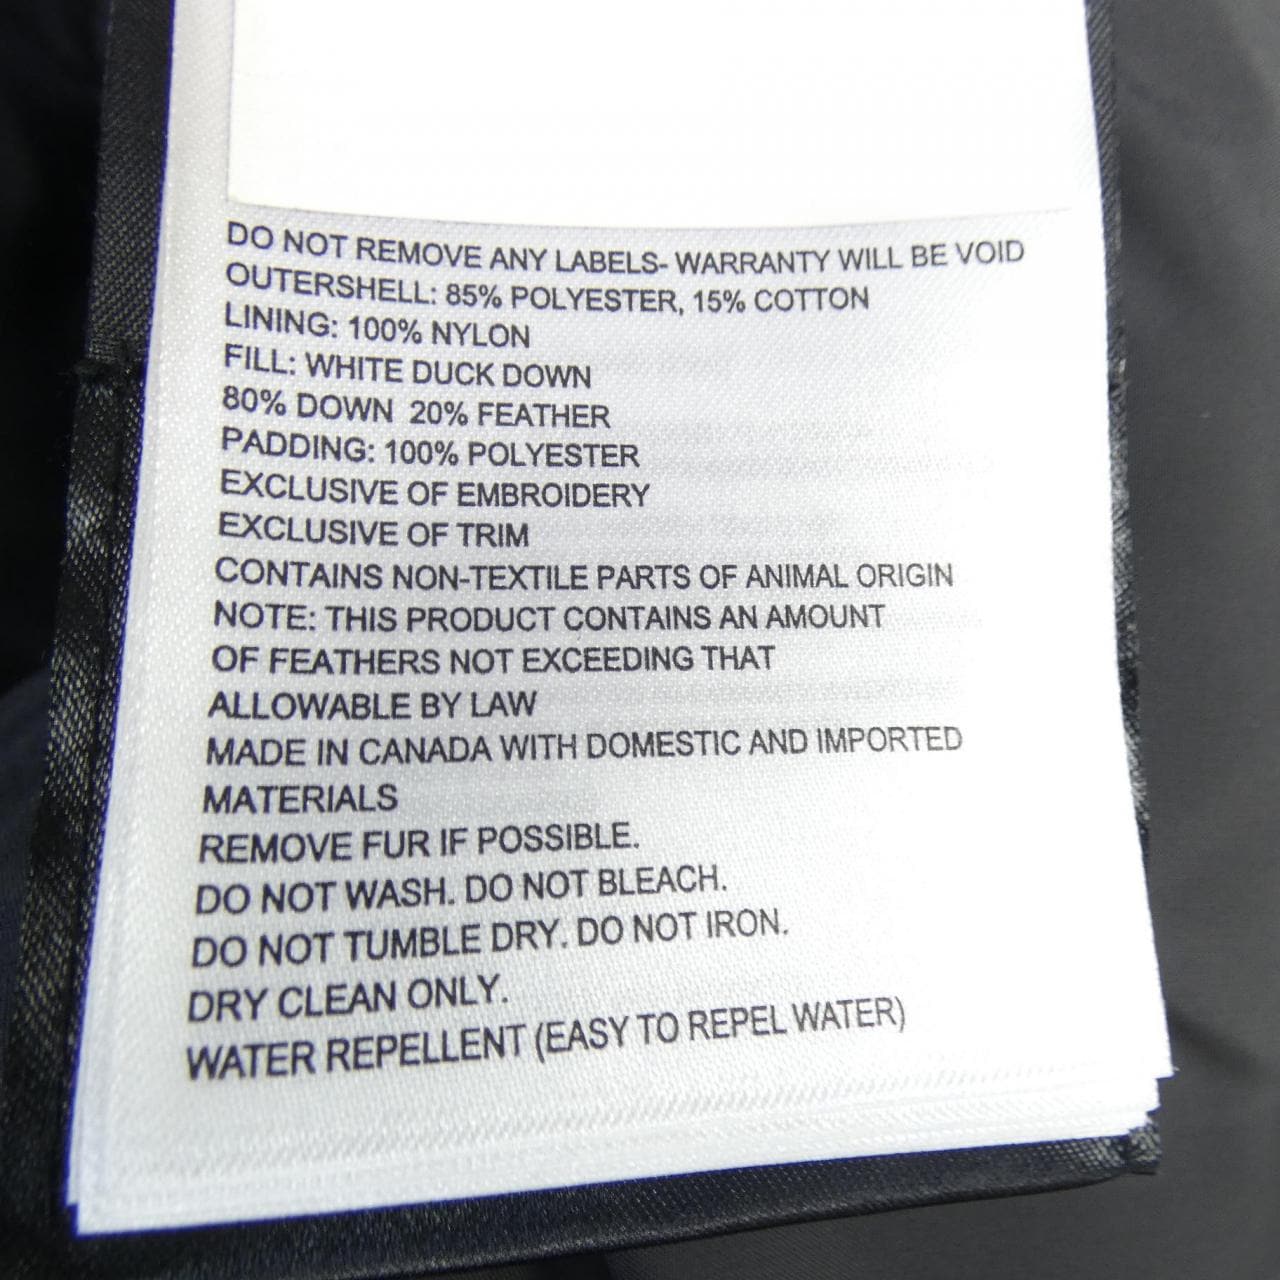 DO NOT REMOVE ANY LABELS- WARRANTY WILL BE VOID
OUTERSHELL: 85% POLYESTER, 15% COTTON
LINING: 100% NYLON
FILL: WHITE DUCK DOWN
80% DOWN 20% FEATHER
PADDING: 100% POLYESTER
EXCLUSIVE OF EMBROIDERY
EXCLUSIVE OF TRIM
CONTAINS NON-TEXTILE PARTS OF ANIMAL ORIGIN
NOTE: THIS PRODUCT CONTAINS AN AMOUNT
OF FEATHERS NOT EXCEEDING THAT
ALLOWABLE BY LAW
MADE IN CANADA WITH DOMESTIC AND IMPORTED
MATERIALS
REMOVE FUR IF POSSIBLE.
DO NOT WASH. DO NOT BLEACH.
DO NOT TUMBLE DRY. DO NOT IRON.
DRY CLEAN ONLY.
WATER REPELLENT (EASY TO REPEL WATER)